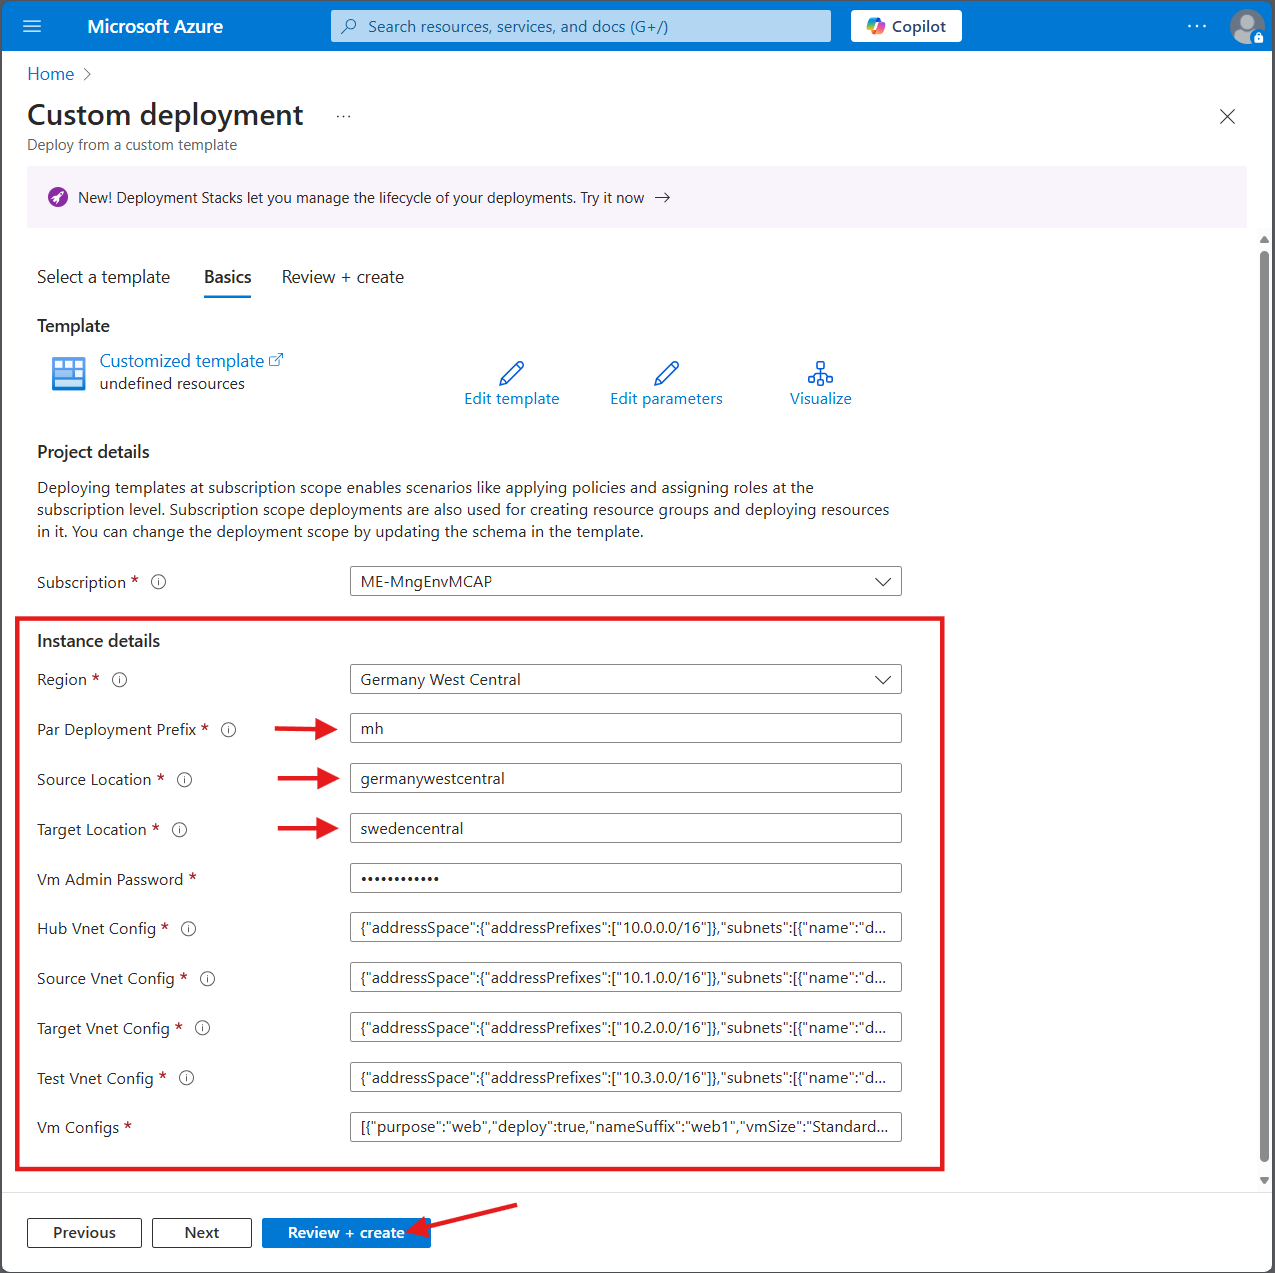 Microsoft Azure
Search resources, services, and docs (G+/)
Copilot
...
Home >
Custom deployment ...
Deploy from a custom template
New! Deployment Stacks let you manage the lifecycle of your deployments. Try it now →
Select a template Basics Review + create
Template
Customized template
undefined resources
Edit template Edit parameters Visualize
Project details
Deploying templates at subscription scope enables scenarios like applying policies and assigning roles at the
subscription level. Subscription scope deployments are also used for creating resource groups and deploying resources
in it. You can change the deployment scope by updating the schema in the template.
Subscription * ME-MngEnvMCAP
Instance details
Region * Germany West Central
Par Deployment Prefix * mh
Source Location * germanywestcentral
Target Location * swedencentral
Vm Admin Password * ••••••••••••
Hub Vnet Config * {"addressSpace":{"addressPrefixes":["10.0.0.0/16"]},"subnets":[{"name":"d...
Source Vnet Config * {"addressSpace":{"addressPrefixes":["10.1.0.0/16"]},"subnets":[{"name":"d...
Target Vnet Config * {"addressSpace":{"addressPrefixes":["10.2.0.0/16"]},"subnets":[{"name":"d...
Test Vnet Config * {"addressSpace":{"addressPrefixes":["10.3.0.0/16"]},"subnets":[{"name":"d...
Vm Configs * [{"purpose":"web","deploy":true,"nameSuffix":"web1","vmSize":"Standard...
Previous Next Review + create